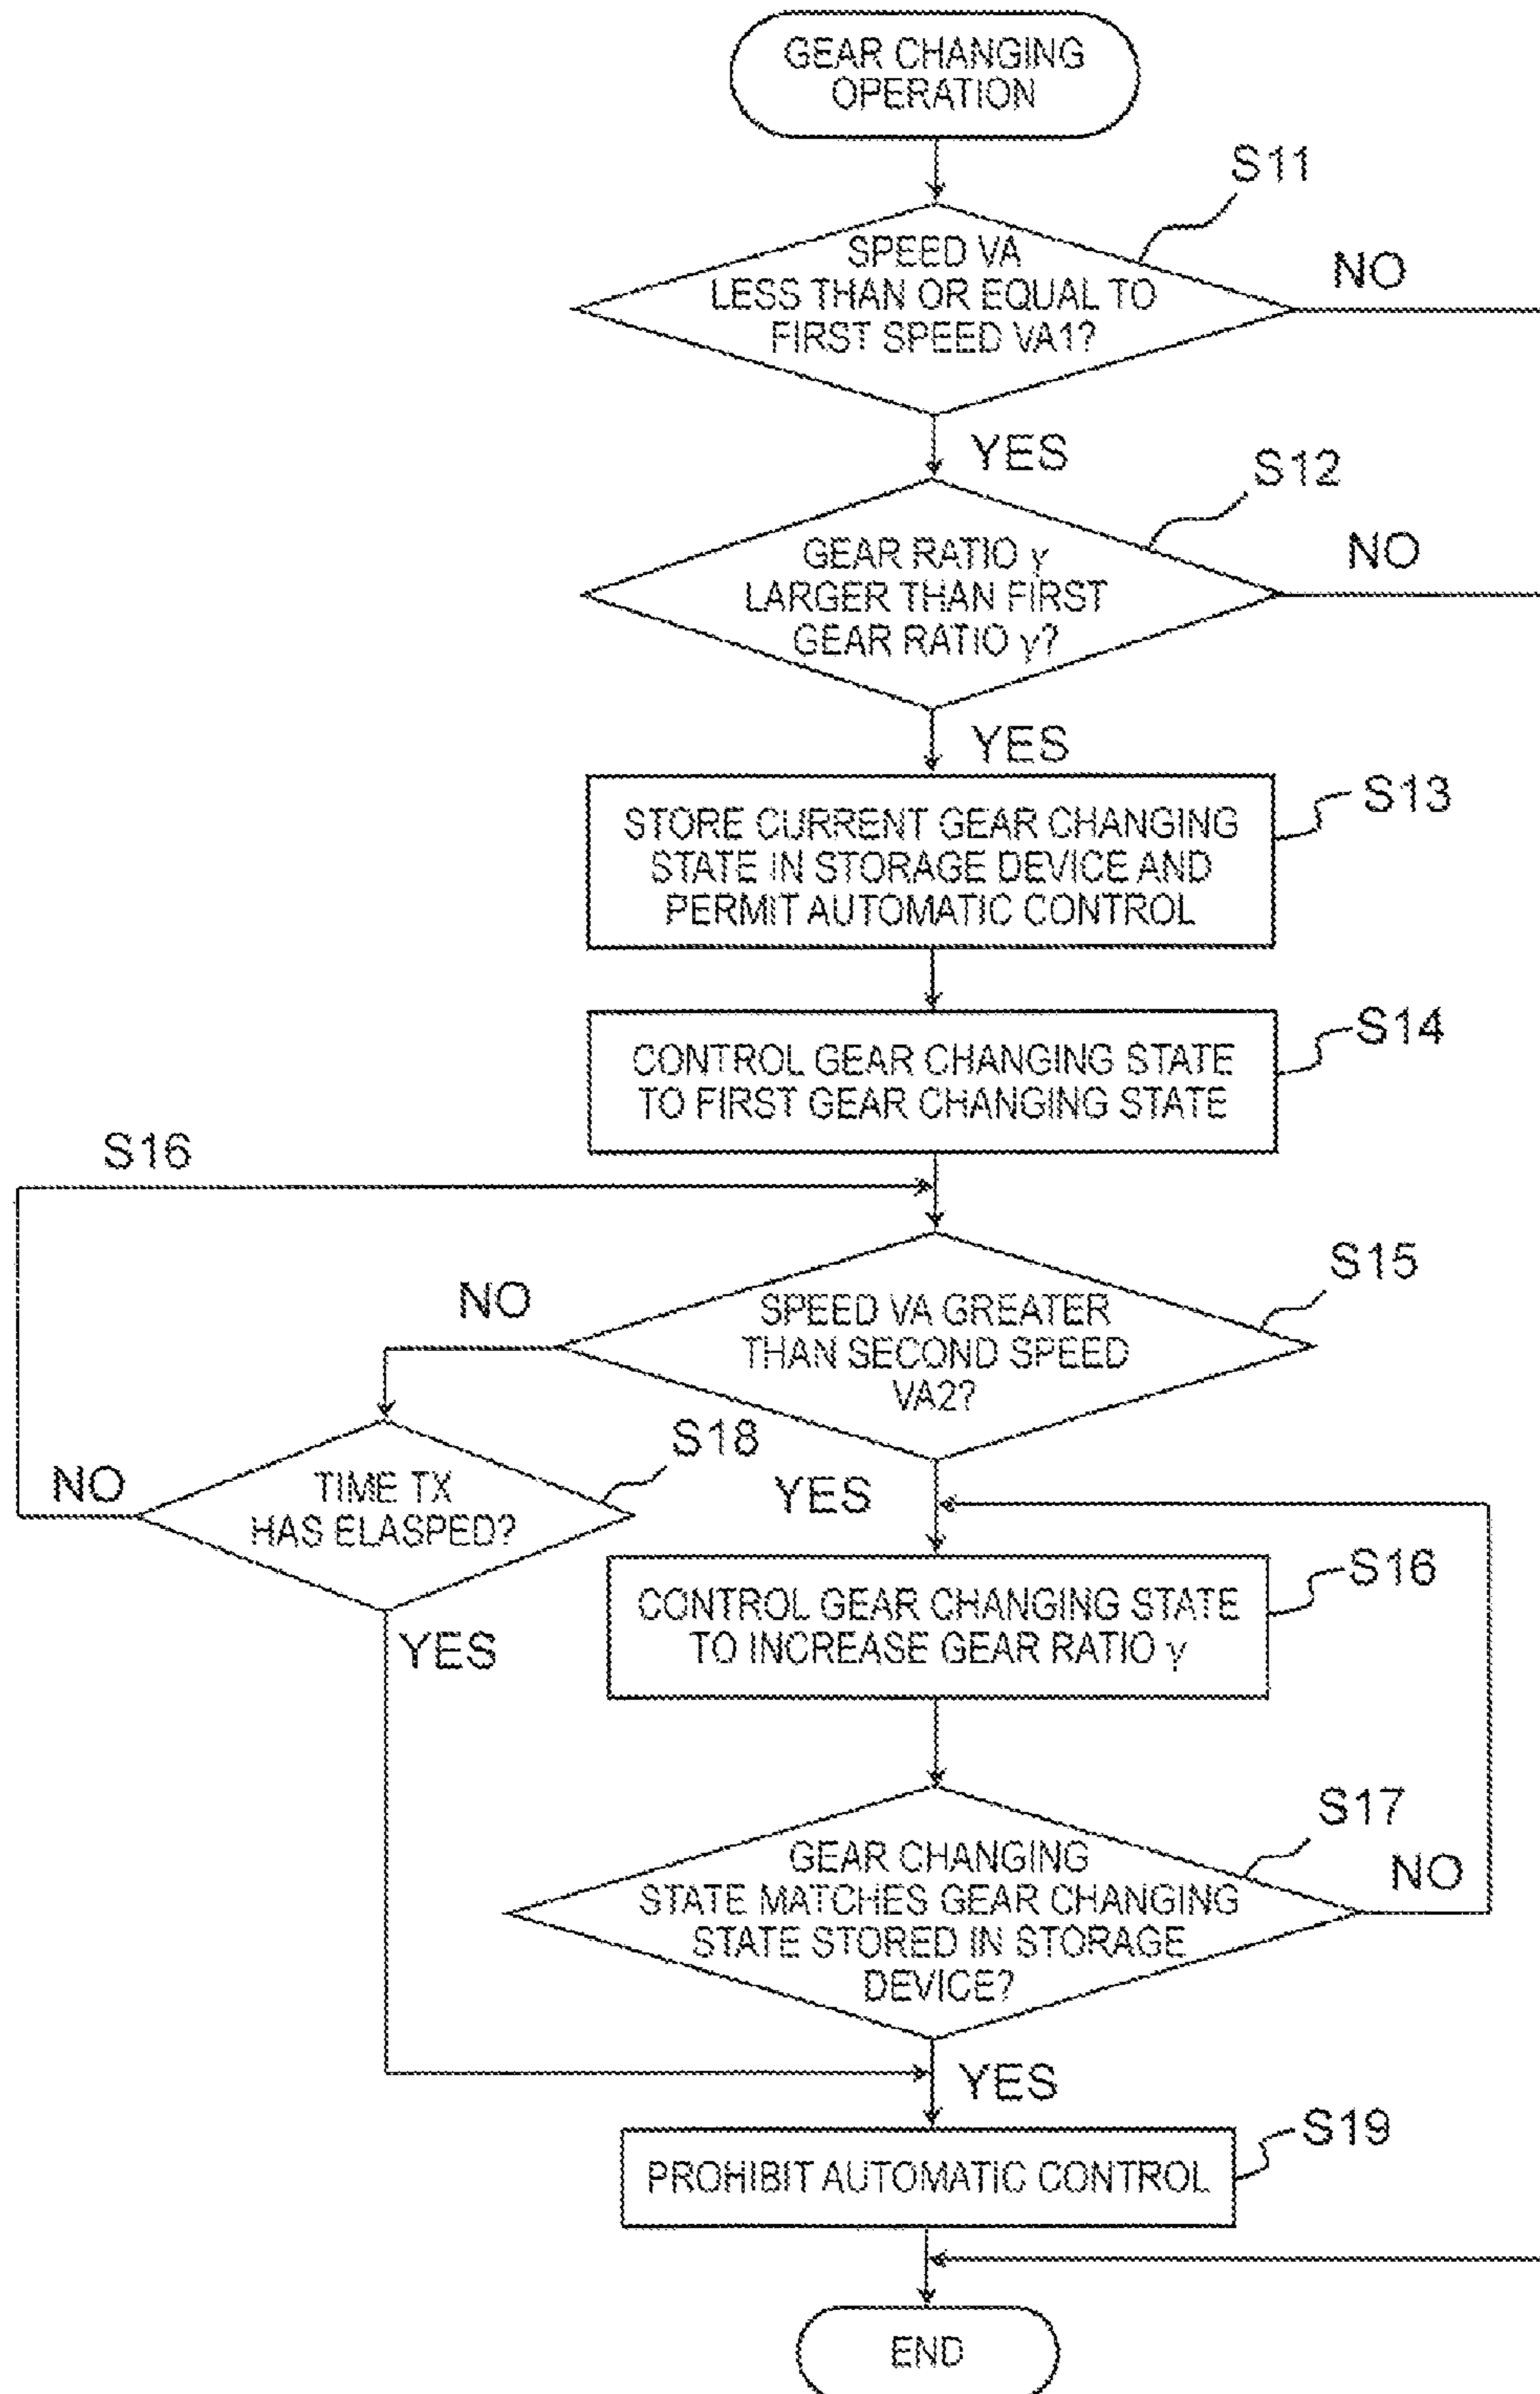 GEAR CHANGING
OPERATION
S11
SPEED VA
LESS THAN OR EQUAL TO
FIRST SPEED VA1?
NO
YES
S12
GEAR RATIO γ
LARGER THAN FIRST
GEAR RATIO γ?
NO
YES
S13
STORE CURRENT GEAR CHANGING
STATE IN STORAGE DEVICE AND
PERMIT AUTOMATIC CONTROL
S14
CONTROL GEAR CHANGING STATE
TO FIRST GEAR CHANGING STATE
S16
S15
NO
SPEED VA GREATER
THAN SECOND SPEED
VA2?
S18
NO
TIME TX
HAS ELASPED?
YES
YES
S16
CONTROL GEAR CHANGING STATE
TO INCREASE GEAR RATIO γ
S17
GEAR CHANGING
STATE MATCHES GEAR CHANGING
STATE STORED IN STORAGE
DEVICE?
NO
YES
S19
PROHIBIT AUTOMATIC CONTROL
END